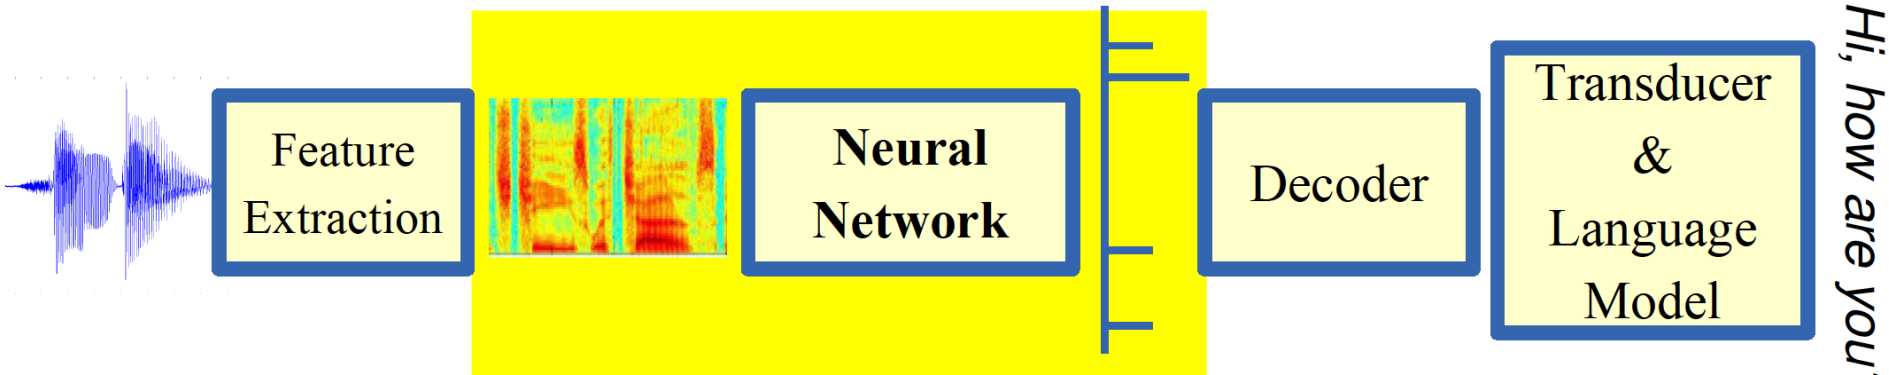 Feature
Extraction
Neural
Network
Decoder
Transducer
&
Language
Model
Hi, how are you